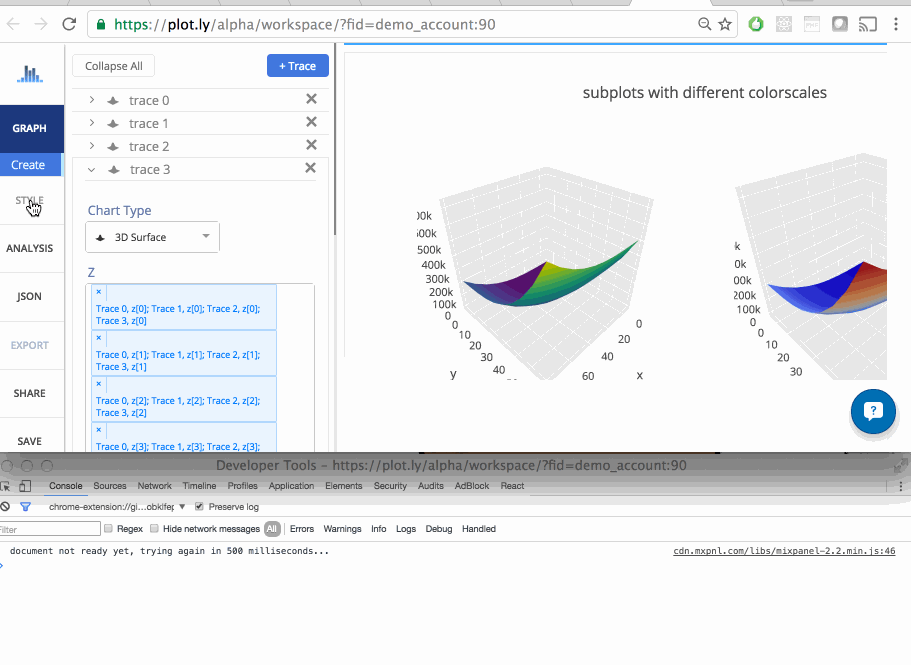 https://plot.ly/alpha/workspace/?fid=demo_account:90
Collapse All
+ Trace
trace 0
trace 1
trace 2
trace 3
GRAPH
Create
STYLE
ANALYSIS
JSON
EXPORT
SHARE
SAVE
Chart Type
3D Surface
Z
×
Trace 0, z[0]; Trace 1, z[0]; Trace 2, z[0];
Trace 3, z[0]
×
Trace 0, z[1]; Trace 1, z[1]; Trace 2, z[1];
Trace 3, z[1]
×
Trace 0, z[2]; Trace 1, z[2]; Trace 2, z[2];
Trace 3, z[2]
×
Trace 0, z[3]; Trace 1, z[3]; Trace 2, z[3];
subplots with different colorscales
00k
500k
400k
300k
200k
100k
0
0
10
20
30
40
y
0
20
40
60
x
k
0k
00k
200k
100k
0
0
10
20
30
?
Developer Tools - https://plot.ly/alpha/workspace/?fid=demo_account:90
Console Sources Network Timeline Profiles Application Elements Security Audits AdBlock React
chrome-extension://gi...obkifej ▼ Preserve log
Filter Regex Hide network messages All Errors Warnings Info Logs Debug Handled
document not ready yet, trying again in 500 milliseconds... cdn.mxpnl.com/libs/mixpanel-2.2.min.js:46